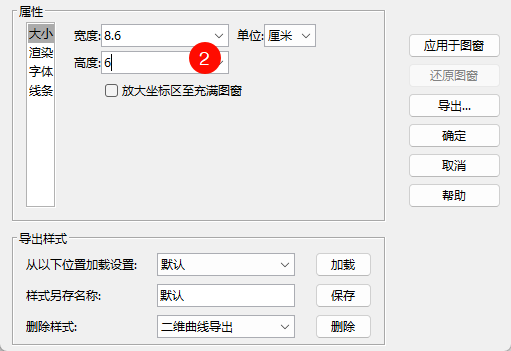 属性
大小
渲染
字体
线条
宽度: 8.6
单位: 厘米
高度: 6
2
放大坐标区至充满图窗
应用于图窗
还原图窗
导出...
确定
取消
帮助
导出样式
从以下位置加载设置: 默认 加载
样式另存名称: 默认 保存
删除样式: 二维曲线导出 删除